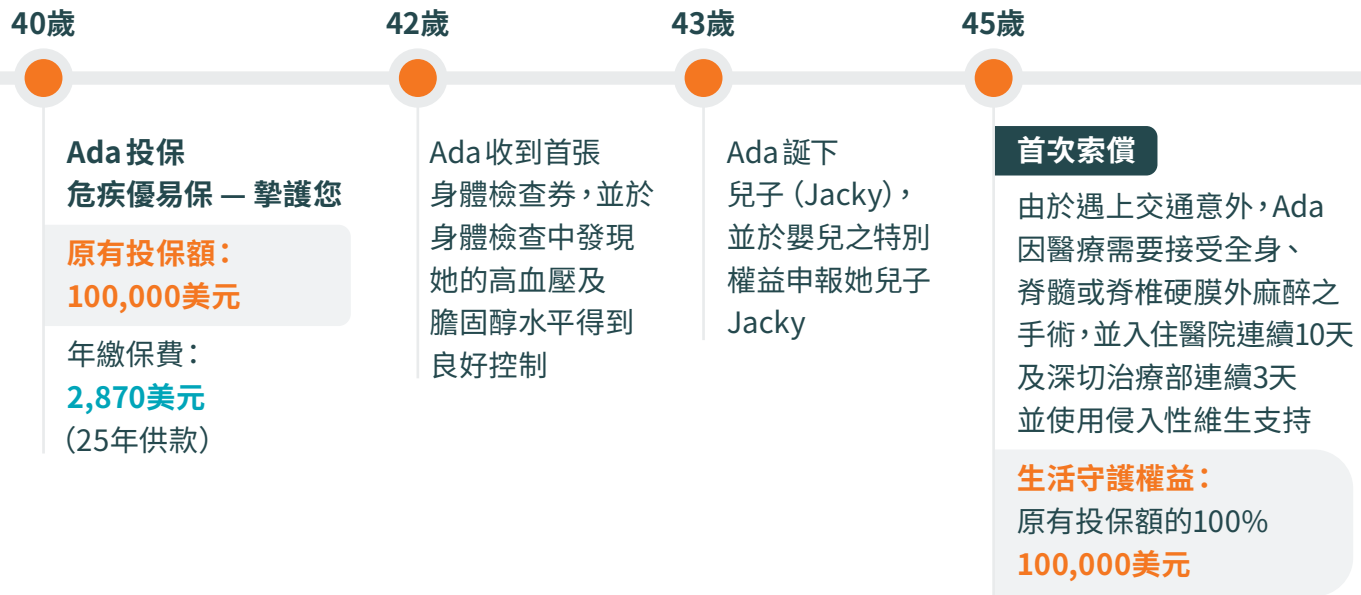 40歲
Ada投保
危疾優易保 — 摯護您
原有投保額：
100,000美元
年繳保費：
2,870美元
（25年供款）
42歲
Ada收到首張
身體檢查券，並於
身體檢查中發現
她的高血壓及
膽固醇水平得到
良好控制
43歲
Ada誕下
兒子（Jacky），
並於嬰兒之特別
權益申報她兒子
Jacky
45歲
首次索償
由於遇上交通意外，Ada
因醫療需要接受全身、
脊髓或脊椎硬膜外麻醉之
手術，並入住醫院連續10天
及深切治療部連續3天
並使用侵入性維生支持
生活守護權益：
原有投保額的100%
100,000美元